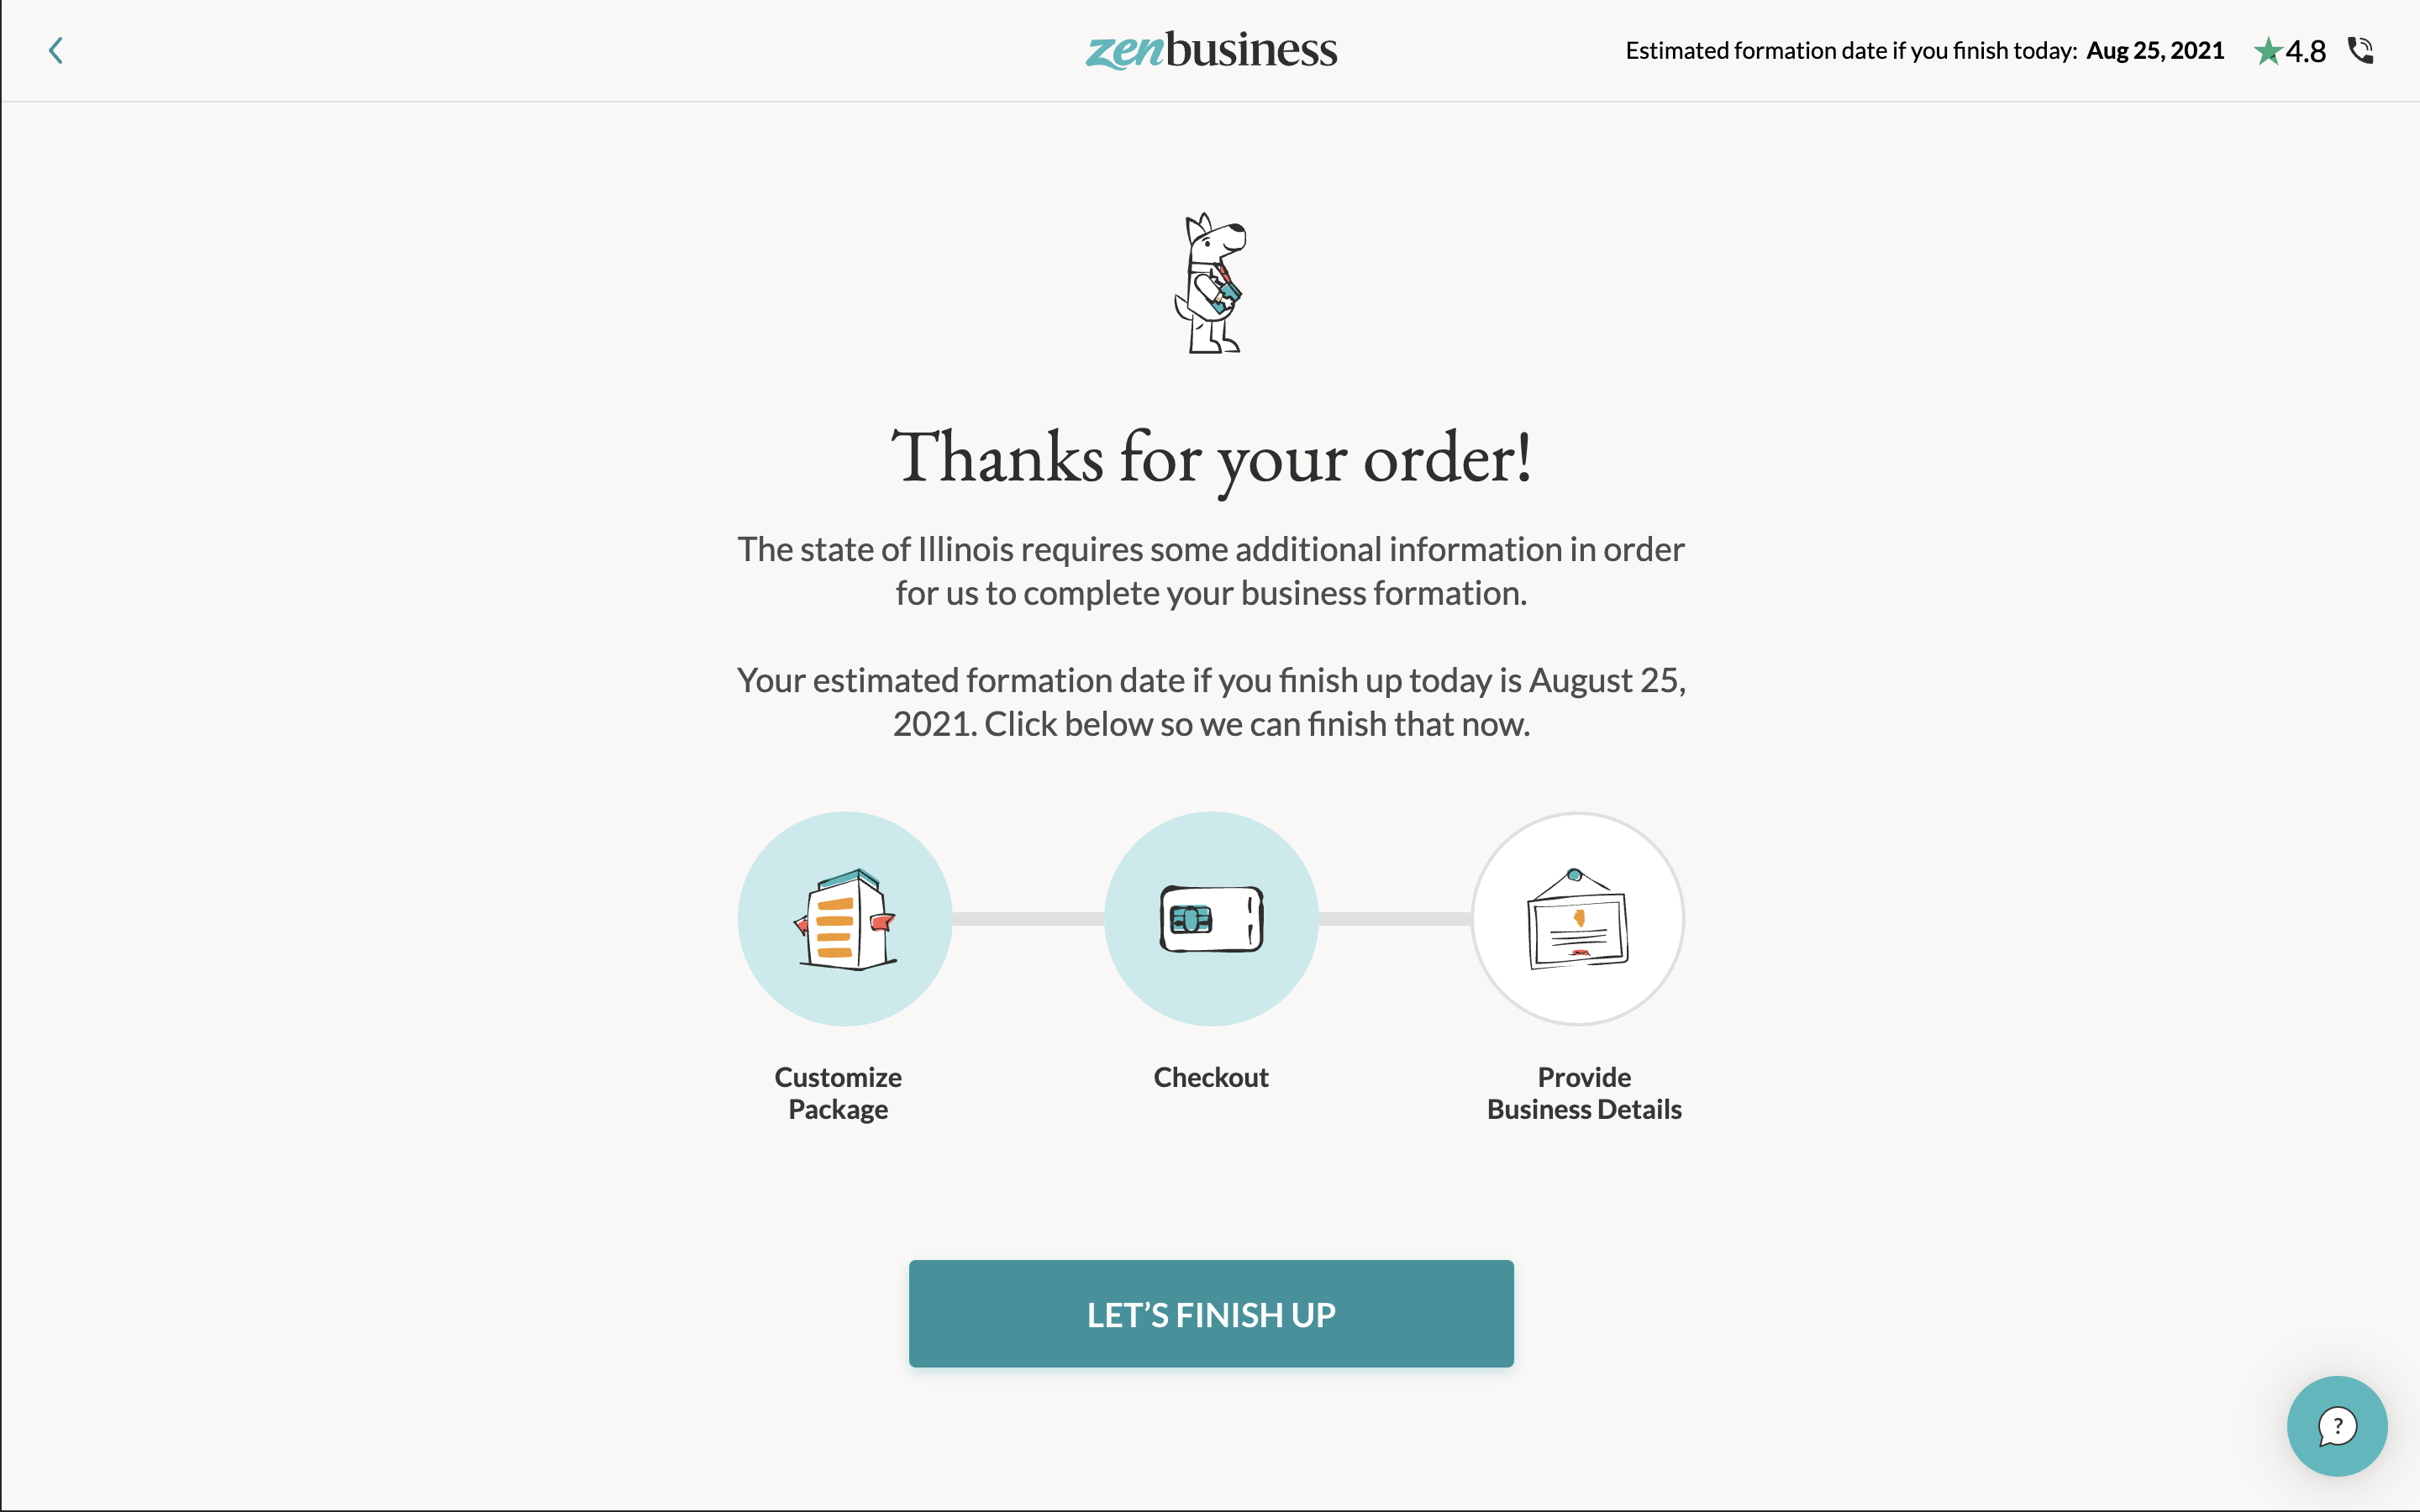 zenbusiness
Estimated formation date if you finish today: Aug 25, 2021
4.8
Thanks for your order!
The state of Illinois requires some additional information in order
for us to complete your business formation.
Your estimated formation date if you finish up today is August 25,
2021. Click below so we can finish that now.
Customize
Package
Checkout
Provide
Business Details
LET’S FINISH UP
?